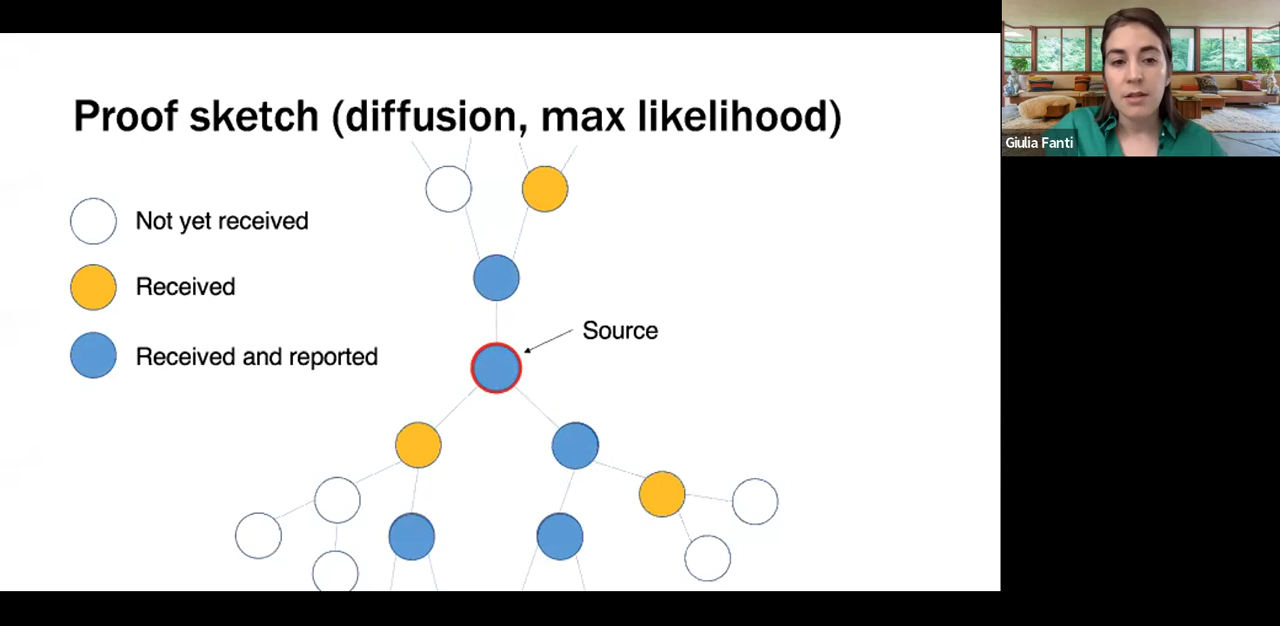 Proof sketch (diffusion, max likelihood)
Not yet received
Received
Received and reported
Source
Giulia Fanti